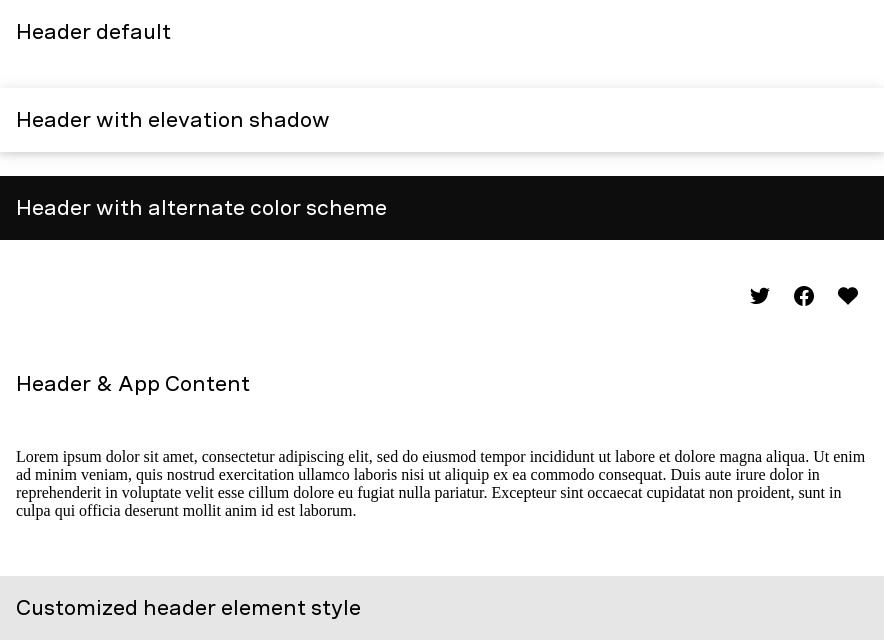 Header default
Header with elevation shadow
Header with alternate color scheme
Header & App Content
Lorem ipsum dolor sit amet, consectetur adipiscing elit, sed do eiusmod tempor incididunt ut labore et dolore magna aliqua. Ut enim
ad minim veniam, quis nostrud exercitation ullamco laboris nisi ut aliquip ex ea commodo consequat. Duis aute irure dolor in
reprehenderit in voluptate velit esse cillum dolore eu fugiat nulla pariatur. Excepteur sint occaecat cupidatat non proident, sunt in
culpa qui officia deserunt mollit anim id est laborum.
Customized header element style